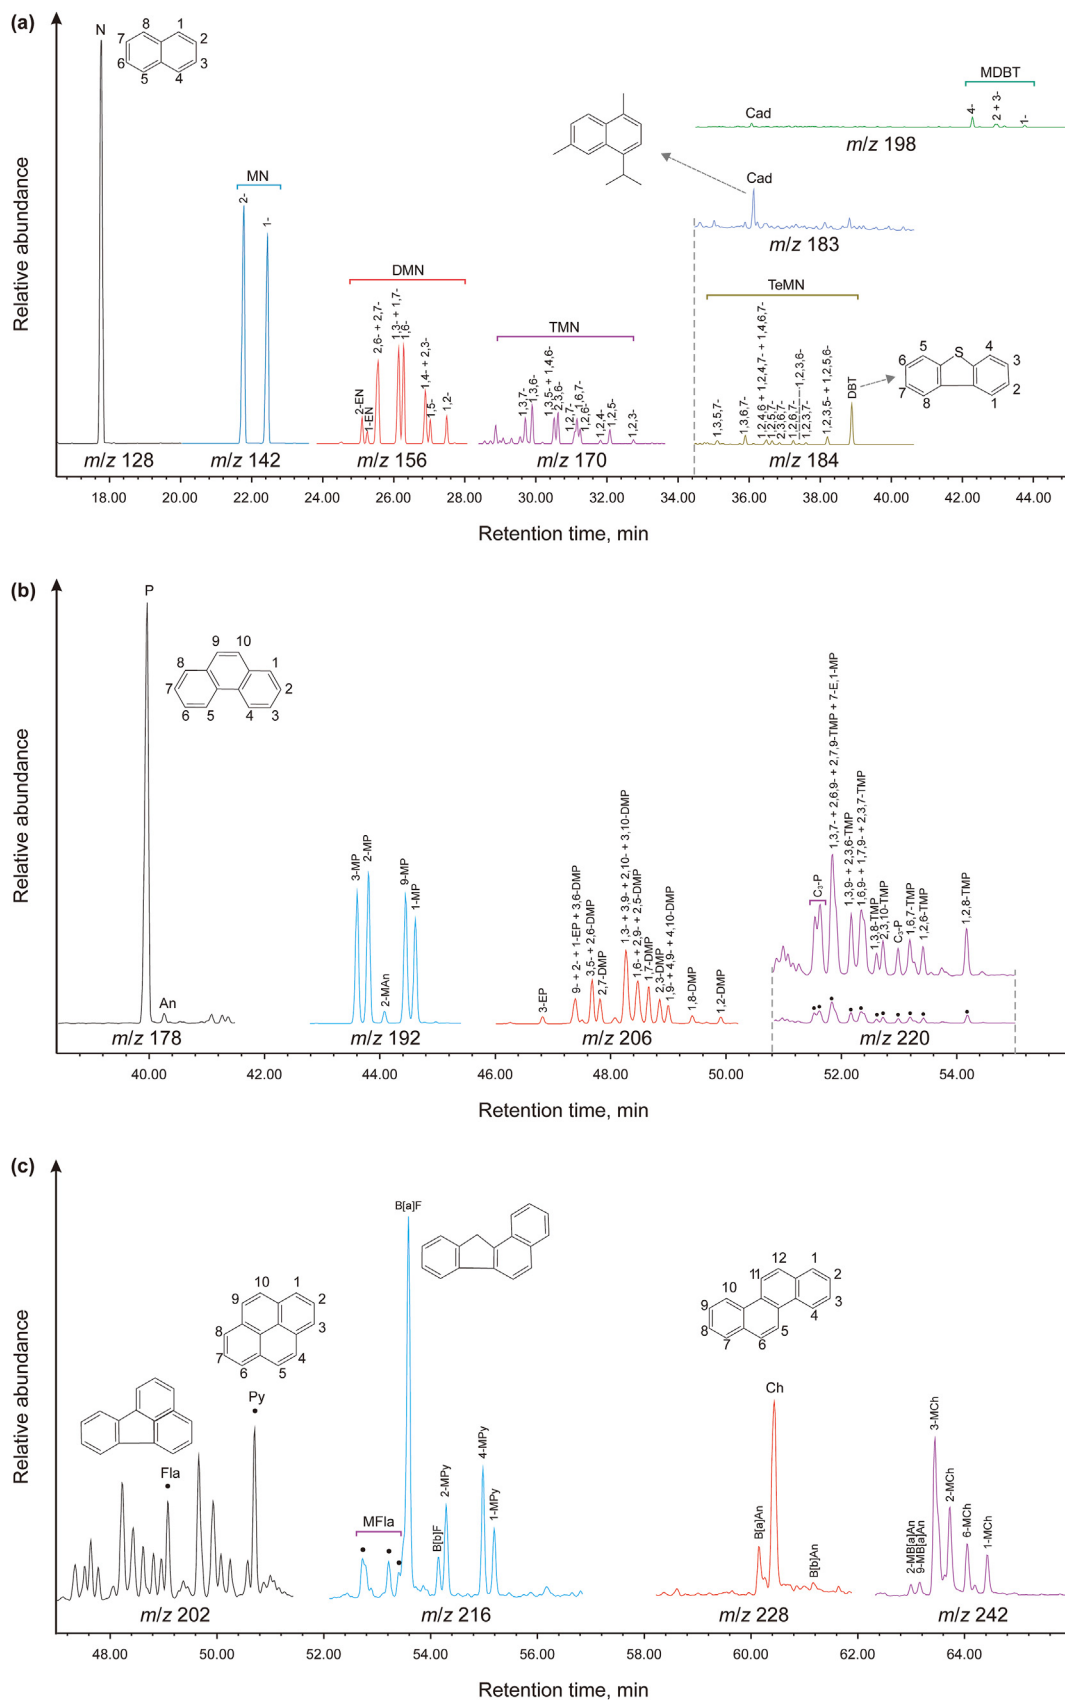 (a)
N
8
1
7
2
6
3
5
4
MN
2-
1-
DMN
2-EN
1-EN
2,6- + 2,7-
1,3- + 1,7-
1,6-
1,4- + 2,3-
1,5-
1,2-
TMN
1,3,7-
1,3,6-
1,3,5- + 1,4,6-
2,3,6-
1,2,7-
1,6,7-
1,2,6-
1,2,4-
1,2,5-
1,2,3-
MDBT
Cad
4-
2 + 3-
1-
m/z 198
Cad
m/z 183
TeMN
1,3,5,7-
1,3,6,7-
1,2,4,6 + 1,2,4,7- + 1,4,6,7-
1,2,5,7-
2,3,6,7-
1,2,6,7-
1,2,3,7-
1,2,3,6-
1,2,3,5- + 1,2,5,6-
DBT
S
5
4
6
3
7
2
8
1
m/z 128
m/z 142
m/z 156
m/z 170
m/z 184
18.00
20.00
22.00
24.00
26.00
28.00
30.00
32.00
34.00
36.00
38.00
40.00
42.00
44.00
Relative abundance
Retention time, min
(b)
P
9
10
8
1
7
2
6
5
4
3
An
3-MP
2-MP
2-MAn
9-MP
1-MP
3-EP
9- + 2- + 1-EP + 3,6-DMP
3,5- + 2,6-DMP
2,7-DMP
1,3- + 3,9- + 2,10- + 3,10-DMP
1,6- + 2,9- + 2,5-DMP
1,7-DMP
2,3-DMP
1,9- + 4,9- + 4,10-DMP
1,8-DMP
1,2-DMP
C3-P
1,3,7- + 2,6,9- + 2,7,9-TMP + 7-E,1-MP
1,3,9- + 2,3,6-TMP
1,6,9- + 1,7,9- + 2,3,7-TMP
1,3,8-TMP
2,3,10-TMP
C3-P
1,6,7-TMP
1,2,6-TMP
1,2,8-TMP
m/z 178
m/z 192
m/z 206
m/z 220
40.00
42.00
44.00
46.00
48.00
50.00
52.00
54.00
Relative abundance
Retention time, min
(c)
B[a]F
10
1
9
2
8
3
7
4
6
5
Py
Fla
MFla
B[b]F
2-MPy
4-MPy
1-MPy
12
1
11
2
10
3
9
4
8
5
7
6
Ch
B[a]An
B[b]An
2-MB[a]An
9-MB[a]An
3-MCh
2-MCh
6-MCh
1-MCh
m/z 202
m/z 216
m/z 228
m/z 242
48.00
50.00
52.00
54.00
56.00
58.00
60.00
62.00
64.00
Relative abundance
Retention time, min